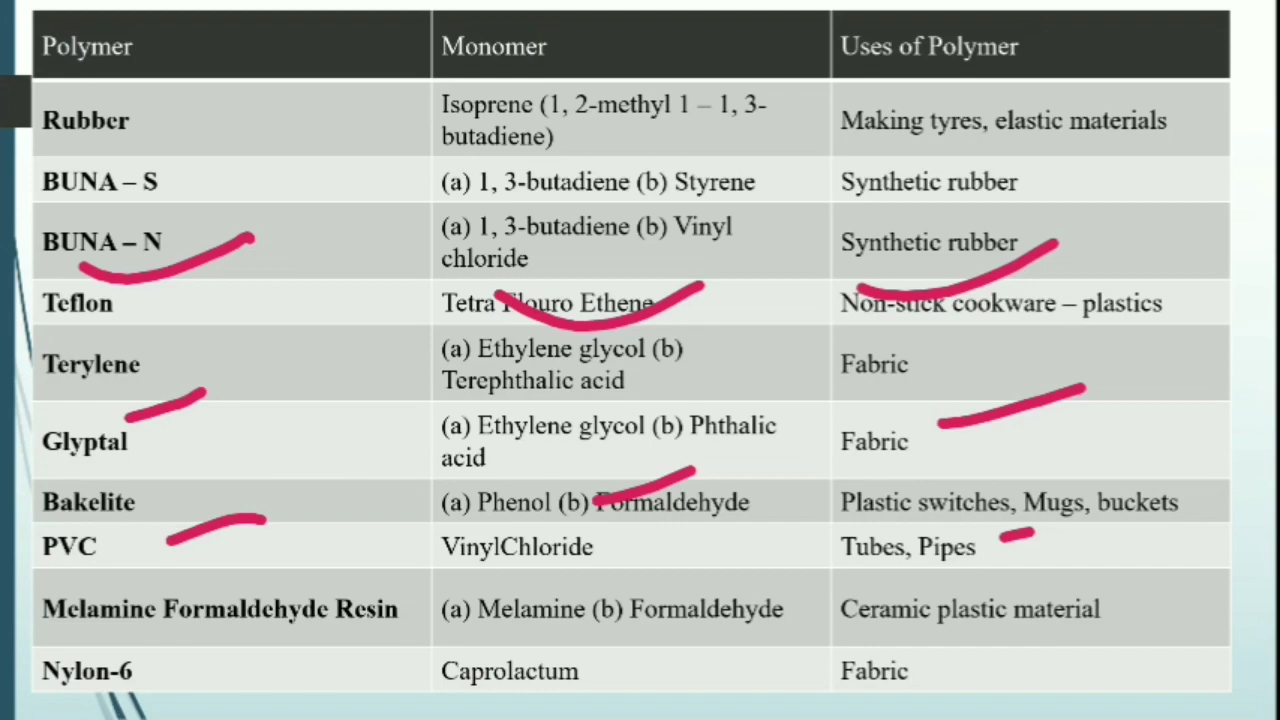 Polymer Monomer Uses of Polymer
Rubber Isoprene (1, 2-methyl 1 – 1, 3-
butadiene) Making tyres, elastic materials
BUNA – S (a) 1, 3-butadiene (b) Styrene Synthetic rubber
BUNA – N (a) 1, 3-butadiene (b) Vinyl
chloride Synthetic rubber
Teflon Tetra Flouro Ethene Non-stick cookware – plastics
Terylene (a) Ethylene glycol (b)
Terephthalic acid Fabric
Glyptal (a) Ethylene glycol (b) Phthalic
acid Fabric
Bakelite (a) Phenol (b) Formaldehyde Plastic switches, Mugs, buckets
PVC VinylChloride Tubes, Pipes
Melamine Formaldehyde Resin (a) Melamine (b) Formaldehyde Ceramic plastic material
Nylon-6 Caprolactum Fabric